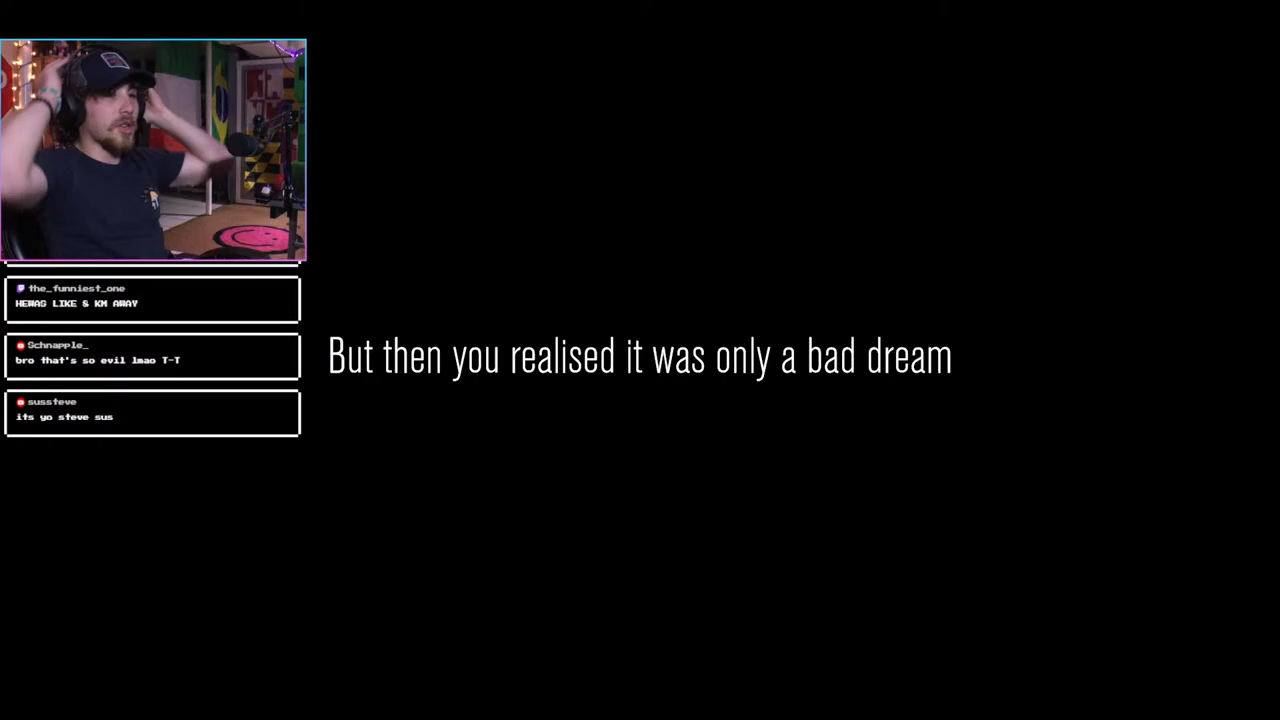 the_funniest_one
HEWAS LIKE & KM AWAY
Schnapple_
bro that's so evil lmao T-T
sussteve
its yo steve sus
But then you realised it was only a bad dream